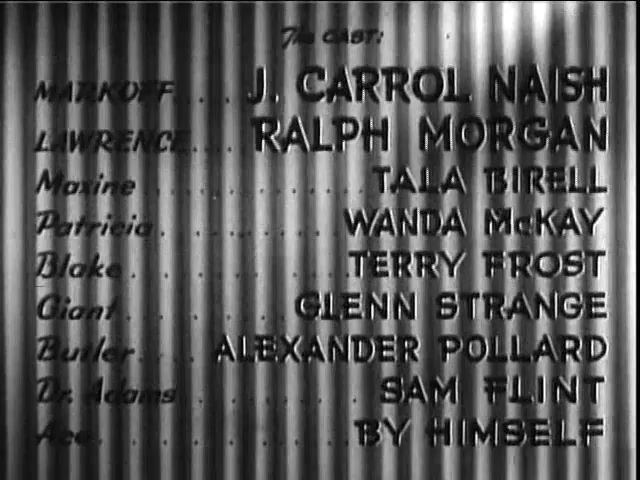 The CAST:
MARKOFF .... J. CARROL NAISH
LAWRENCE .... RALPH MORGAN
Maxine ............ TALA BIRELL
Patricia .......... WANDA McKAY
Blake ............. TERRY FROST
Giant .......... GLENN STRANGE
Butler .... ALEXANDER POLLARD
Dr. Adams .......... SAM FLINT
Ace .............. BY HIMSELF